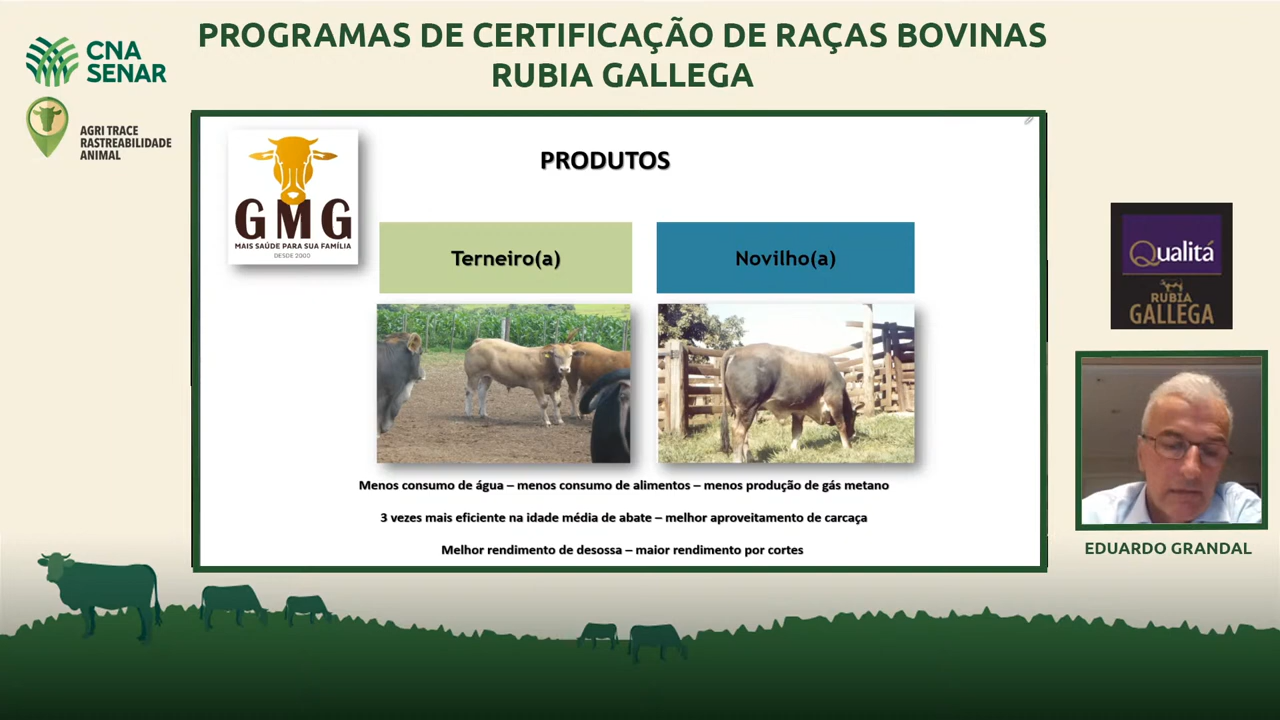 PROGRAMAS DE CERTIFICAÇÃO DE RAÇAS BOVINAS
RUBIA GALLEGA
CNA
SENAR
AGRI TRACE
RASTREABILIDADE
ANIMAL
GMG
MAIS SAÚDE PARA SUA FAMÍLIA
DESDE 2000
PRODUTOS
Terneiro(a)
Novilho(a)
Menos consumo de água – menos consumo de alimentos – menos produção de gás metano
3 vezes mais eficiente na idade média de abate – melhor aproveitamento de carcaça
Melhor rendimento de desossa – maior rendimento por cortes
Qualitá
RUBIA
GALLEGA
EDUARDO GRANDAL